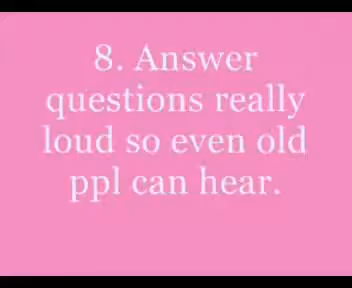 8. Answer
questions really
loud so even old
ppl can hear.